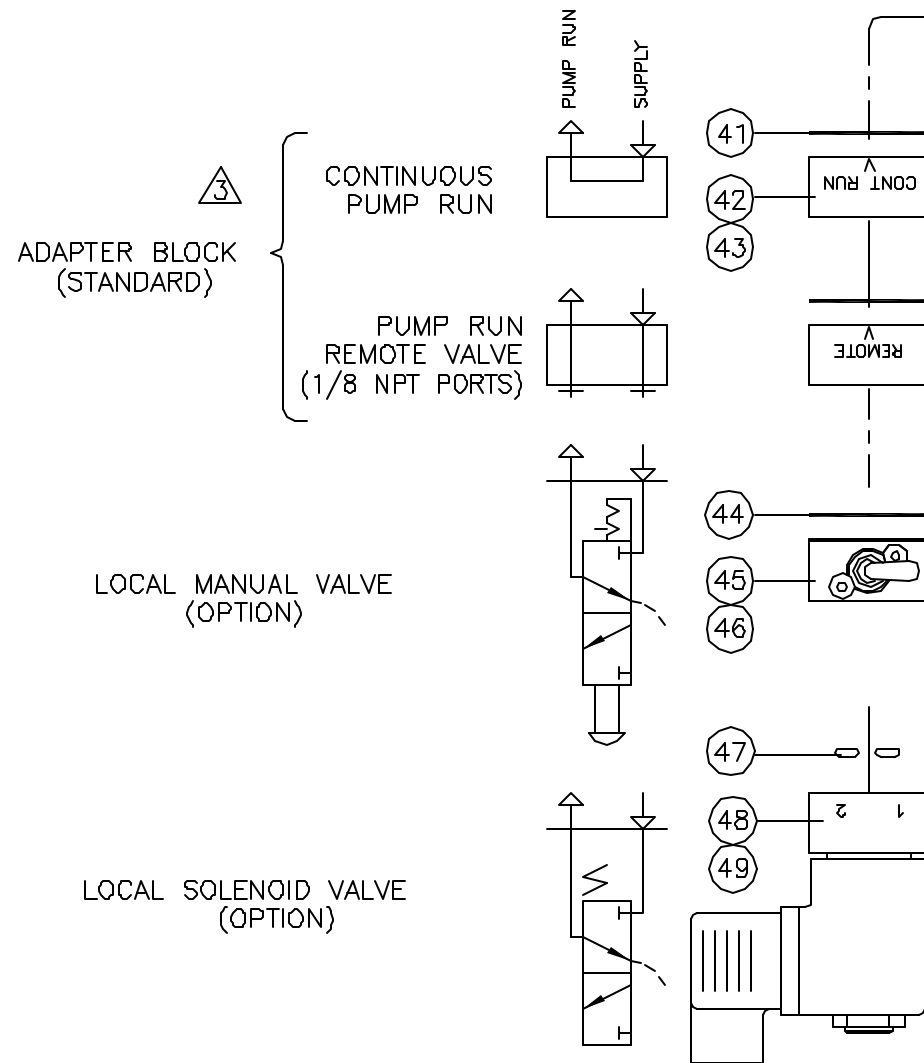 PUMP RUN
SUPPLY
41
3
CONTINUOUS
PUMP RUN
42
CONT RUN
43
ADAPTER BLOCK
(STANDARD)
PUMP RUN
REMOTE VALVE
(1/8 NPT PORTS)
REMOTE
44
LOCAL MANUAL VALVE
(OPTION)
45
46
47
48
2
1
49
LOCAL SOLENOID VALVE
(OPTION)